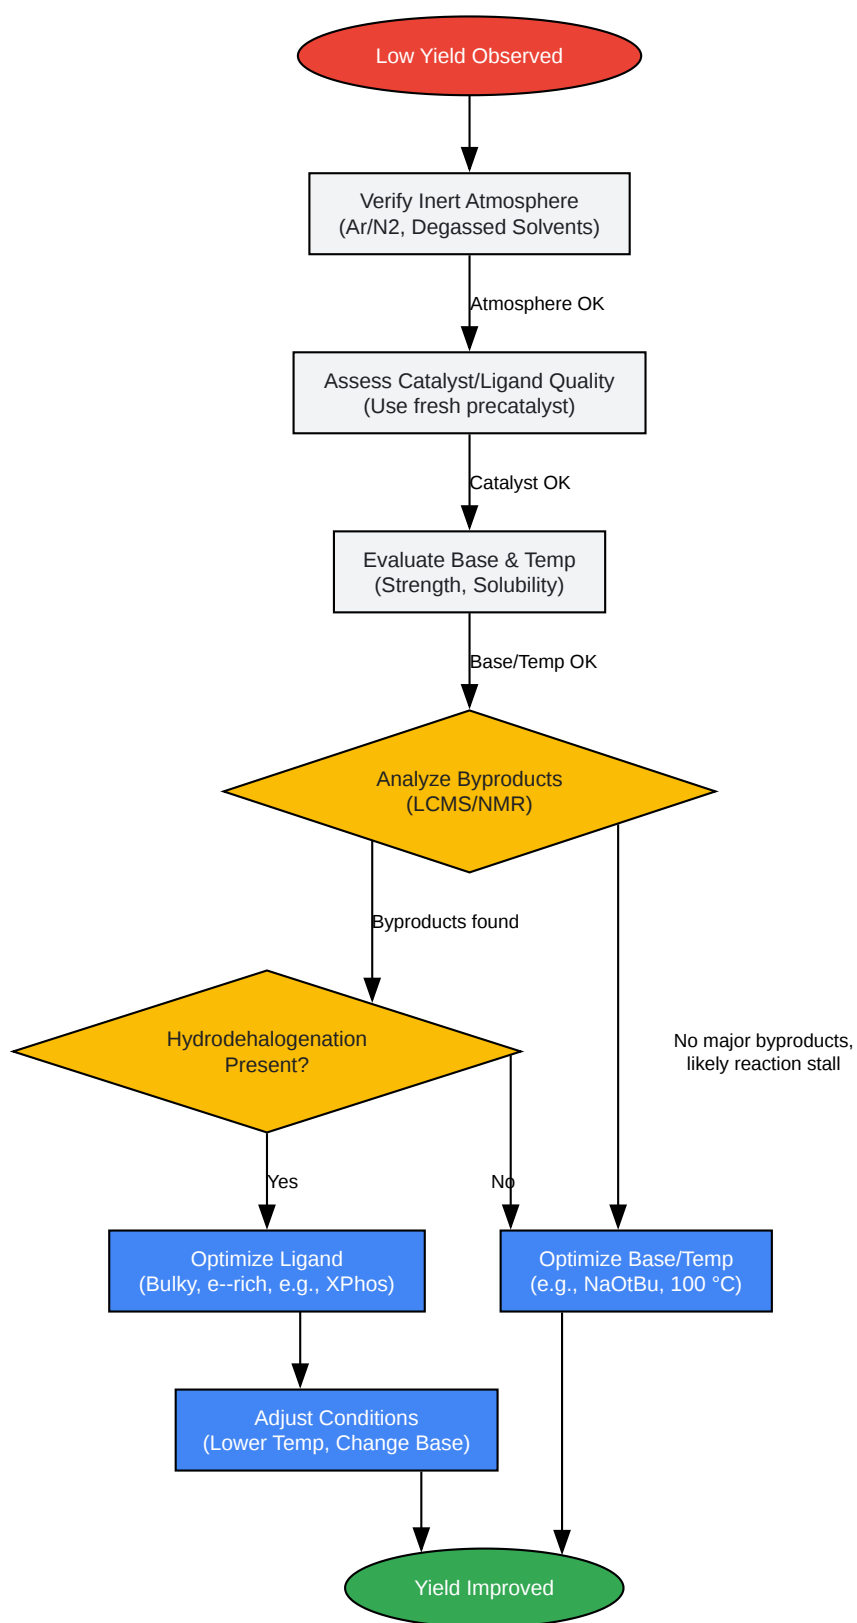 Low Yield Observed
Verify Inert Atmosphere
(Ar/N2, Degassed Solvents)
Atmosphere OK
Assess Catalyst/Ligand Quality
(Use fresh precatalyst)
Catalyst OK
Evaluate Base & Temp
(Strength, Solubility)
Base/Temp OK
Analyze Byproducts
(LCMS/NMR)
Byproducts found
Hydrodehalogenation
Present?
No major byproducts,
likely reaction stall
Yes
No
Optimize Ligand
(Bulky, e--rich, e.g., XPhos)
Optimize Base/Temp
(e.g., NaOtBu, 100 °C)
Adjust Conditions
(Lower Temp, Change Base)
Yield Improved